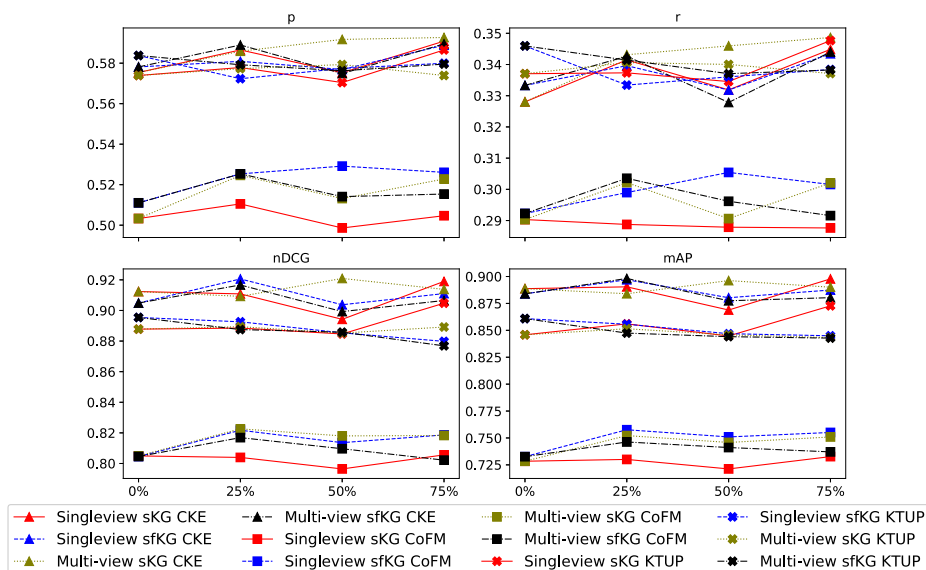 p
r
0.58
0.56
0.54
0.52
0.50
0.35
0.34
0.33
0.32
0.31
0.30
0.29
nDCG
mAP
0.92
0.90
0.88
0.86
0.84
0.82
0.80
0.900
0.875
0.850
0.825
0.800
0.775
0.750
0.725
0% 25% 50% 75%
0% 25% 50% 75%
Singleview sKG CKE
Singleview sfKG CKE
Multi-view sKG CKE
Multi-view sfKG CKE
Singleview sKG CoFM
Singleview sfKG CoFM
Multi-view sKG CoFM
Multi-view sfKG CoFM
Singleview sKG KTUP
Singleview sfKG KTUP
Multi-view sKG KTUP
Multi-view sfKG KTUP